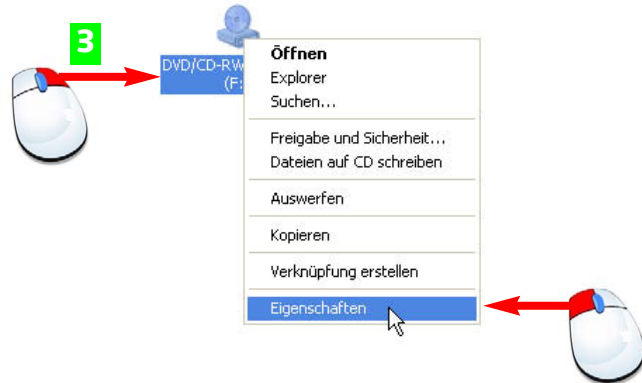 3
DVD/CD-RW
(F:
Öffnen
Explorer
Suchen...
Freigabe und Sicherheit...
Dateien auf CD schreiben
Auswerfen
Kopieren
Verknüpfung erstellen
Eigenschaften